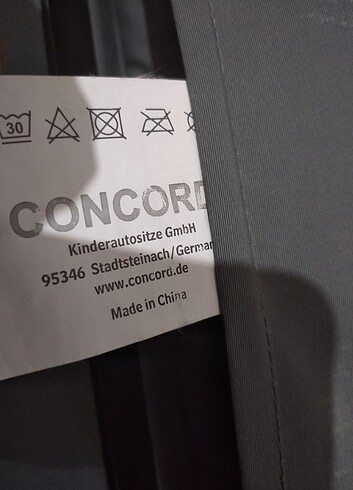 30
CONCORD
Kinderautositze GmbH
95346 Stadtsteinach/German
www.concord.de
Made in China